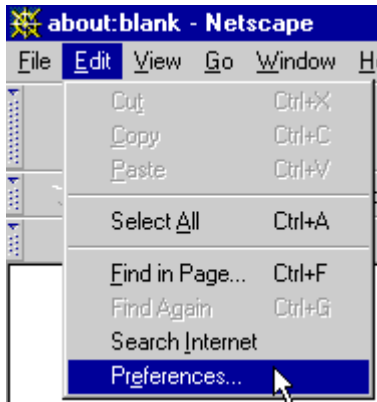 about:blank - Netscape
File Edit View Go Window H
Cut Ctrl+X
Copy Ctrl+C
Paste Ctrl+V
Select All Ctrl+A
Find in Page... Ctrl+F
Find Again Ctrl+G
Search Internet
Preferences...